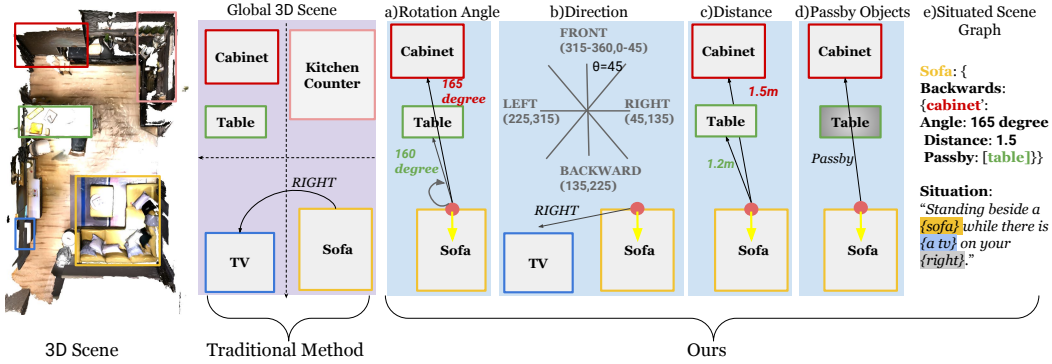 Global 3D Scene
a)Rotation Angle
b)Direction
c)Distance
d)Passby Objects
e)Situated Scene
Graph
Cabinet
Kitchen
Counter
Table
RIGHT
TV
Sofa
Cabinet
165
degree
Table
160
degree
Sofa
FRONT
(315-360,0-45)
θ=45
LEFT
(225,315)
RIGHT
(45,135)
BACKWARD
(135,225)
RIGHT
TV
Sofa
Cabinet
1.5m
Table
1.2m
Sofa
Cabinet
Table
Passby
Sofa
Sofa: {
Backwards:
{cabinet':
Angle: 165 degree
Distance: 1.5
Passby: [table]}}
Situation:
“Standing beside a
{sofa} while there is
{a tv} on your
{right}.”
3D Scene
Traditional Method
Ours